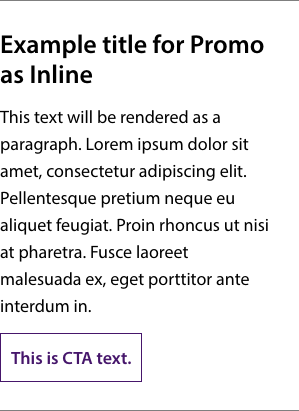 Example title for Promo
as Inline
This text will be rendered as a
paragraph. Lorem ipsum dolor sit
amet, consectetur adipiscing elit.
Pellentesque pretium neque eu
aliquet feugiat. Proin rhoncus ut nisi
at pharetra. Fusce laoreet
malesuada ex, eget porttitor ante
interdum in.
This is CTA text.